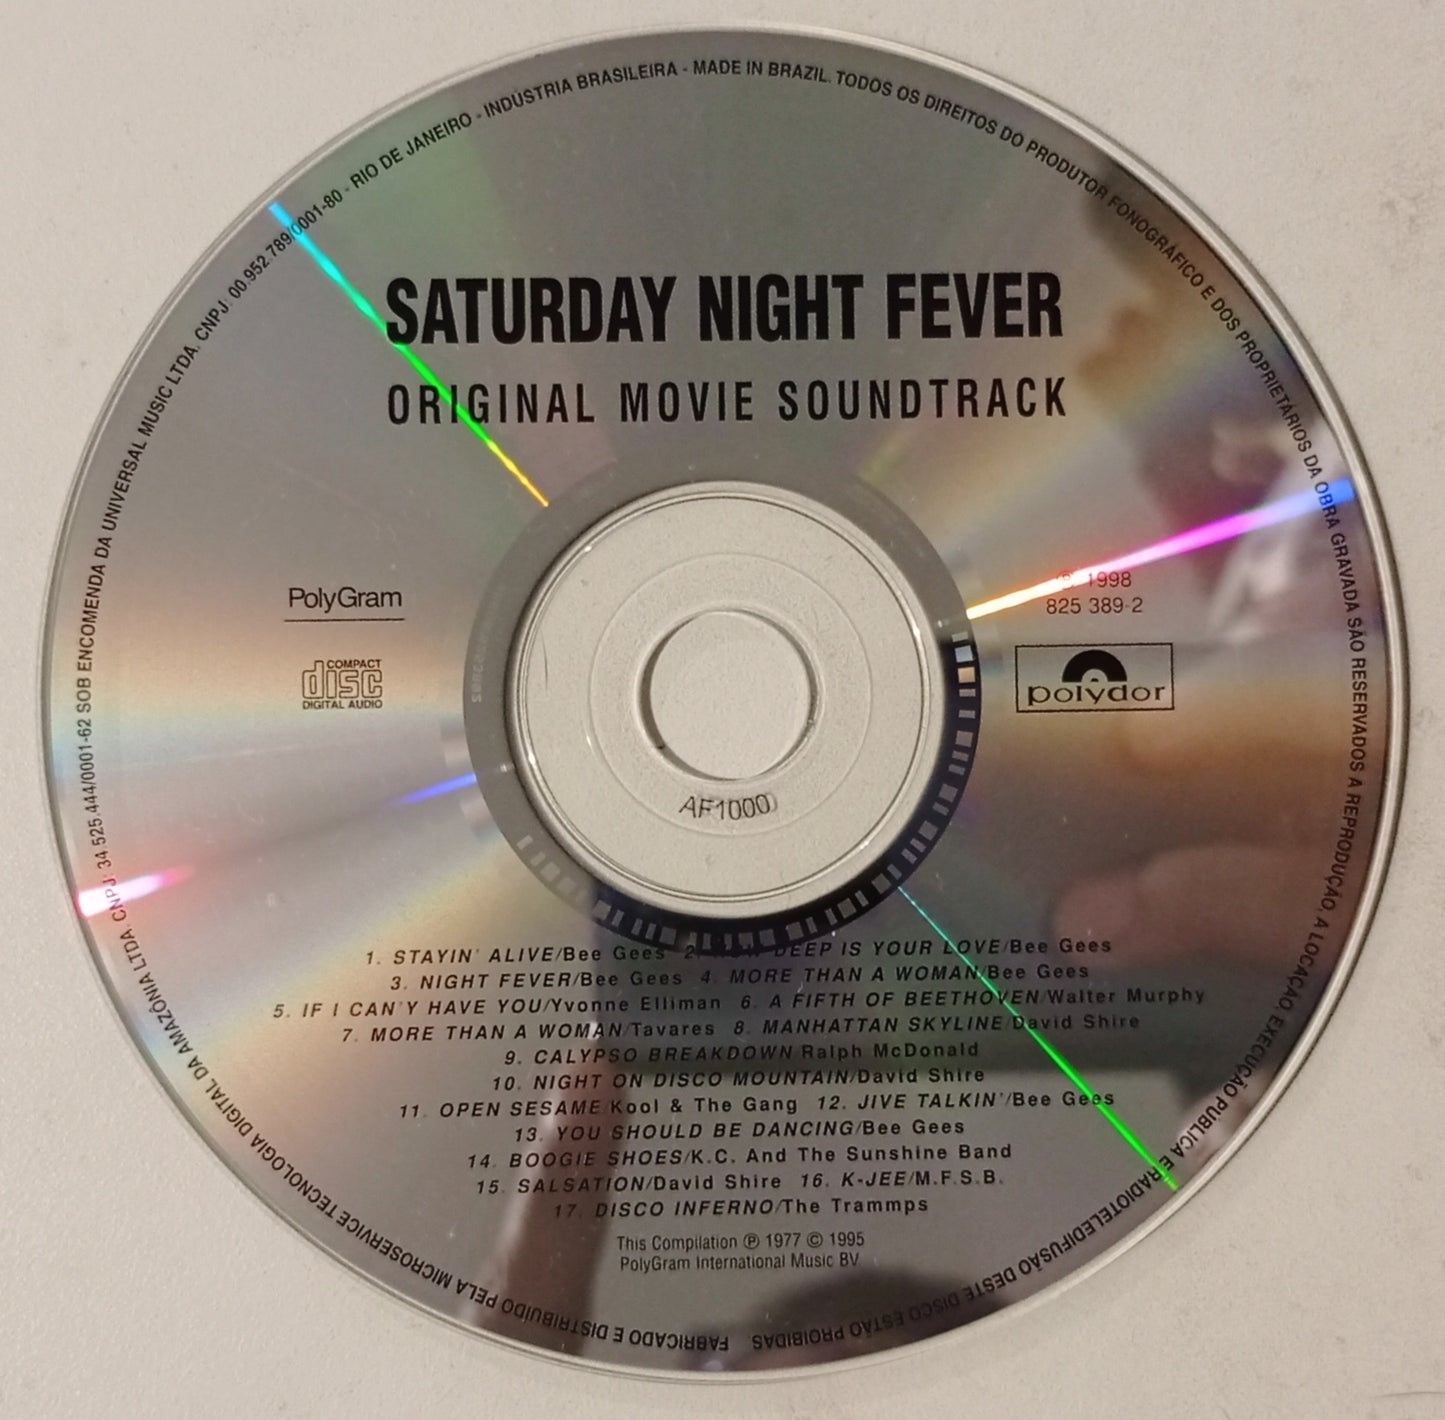 SATURDAY NIGHT FEVER
ORIGINAL MOVIE SOUNDTRACK
PolyGram
COMPACT
disc
DIGITAL AUDIO
℗ 1998
825 389-2
polydor
AF1000
1. STAYIN' ALIVE/Bee Gees 2. HOW DEEP IS YOUR LOVE/Bee Gees
3. NIGHT FEVER/Bee Gees 4. MORE THAN A WOMAN/Bee Gees
5. IF I CAN'Y HAVE YOU/Yvonne Elliman 6. A FIFTH OF BEETHOVEN/Walter Murphy
7. MORE THAN A WOMAN/Tavares 8. MANHATTAN SKYLINE/David Shire
9. CALYPSO BREAKDOWN/Ralph McDonald
10. NIGHT ON DISCO MOUNTAIN/David Shire
11. OPEN SESAME/Kool & The Gang 12. JIVE TALKIN'/Bee Gees
13. YOU SHOULD BE DANCING/Bee Gees
14. BOOGIE SHOES/K.C. And The Sunshine Band
15. SALSATION/David Shire 16. K-JEE/M.F.S.B.
17. DISCO INFERNO/The Trammps
This Compilation ℗ 1977 © 1995
PolyGram International Music BV
FABRICADO E DISTRIBUÍDO PELA MICROSERVICE TECNOLOGIA DIGITAL DA AMAZÔNIA LTDA. CNPJ: 34.525.444/0001-62 SOB ENCOMENDA DA UNIVERSAL MUSIC LTDA. CNPJ: 00.952.789/0001-80 - RIO DE JANEIRO - INDÚSTRIA BRASILEIRA - MADE IN BRAZIL. TODOS OS DIREITOS DO PRODUTOR FONOGRÁFICO E DOS PROPRIETÁRIOS DA OBRA GRAVADA SÃO RESERVADOS A REPRODUÇÃO, A LOCAÇÃO, EXECUÇÃO PÚBLICA E RADIOTELEDIFUSÃO DESTE DISCO ESTÃO PROIBIDAS.